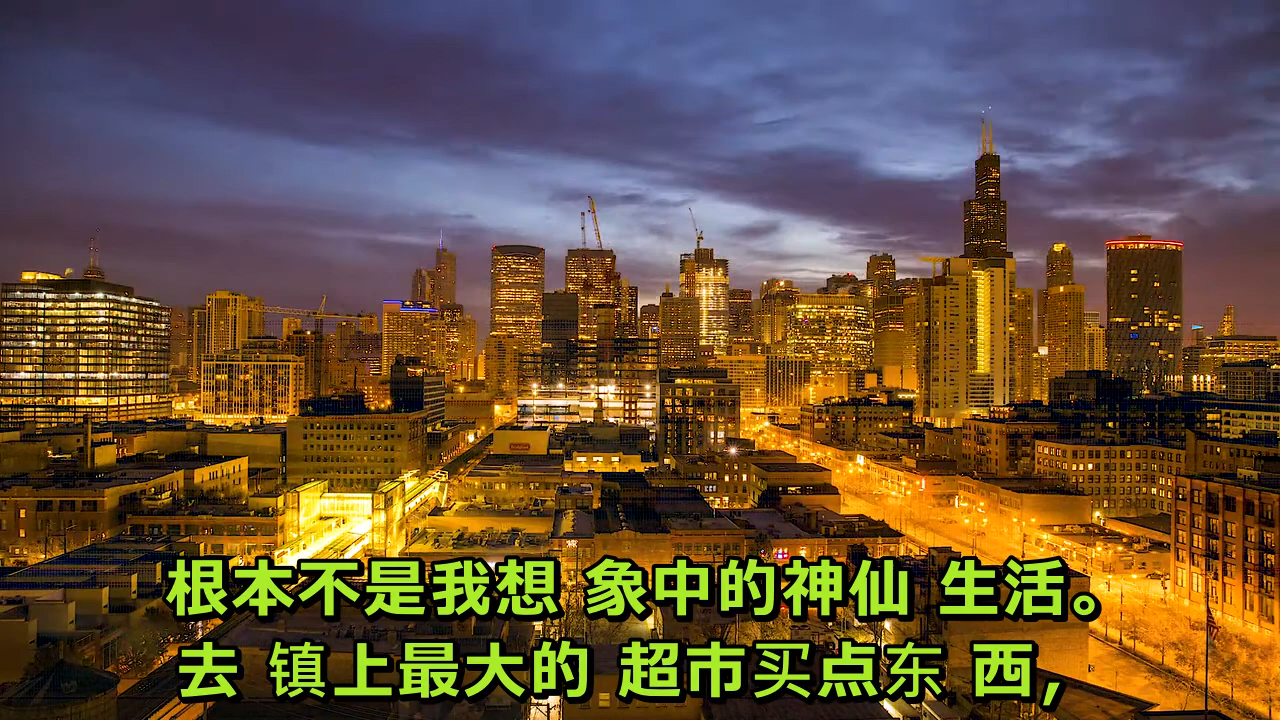 根本不是我想 象中的神仙 生活。
去 镇上最大的 超市买点东 西，